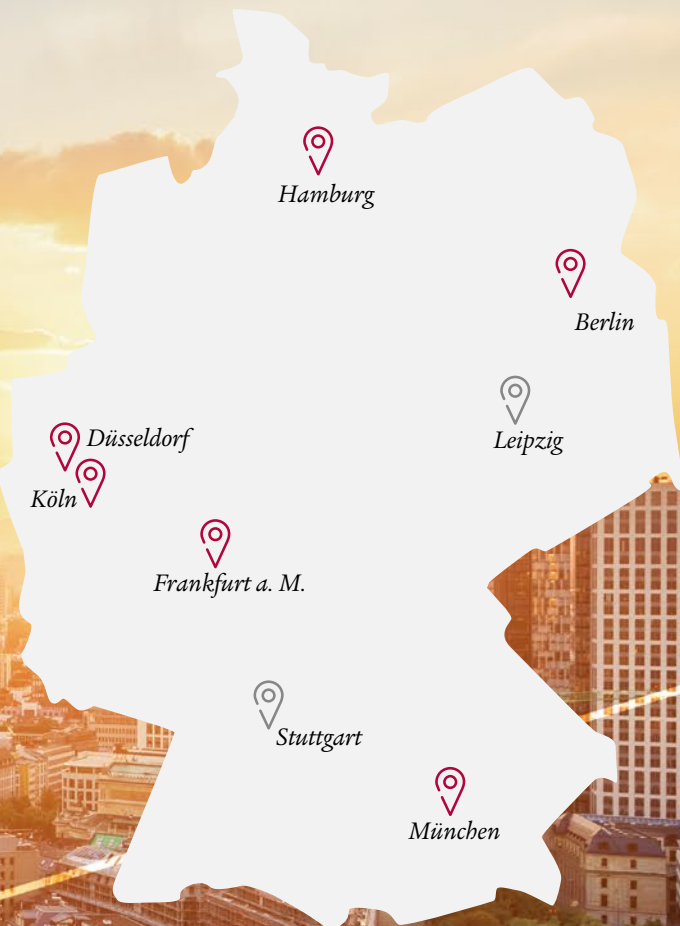 Hamburg
Berlin
Düsseldorf
Leipzig
Köln
Frankfurt a. M.
Stuttgart
München